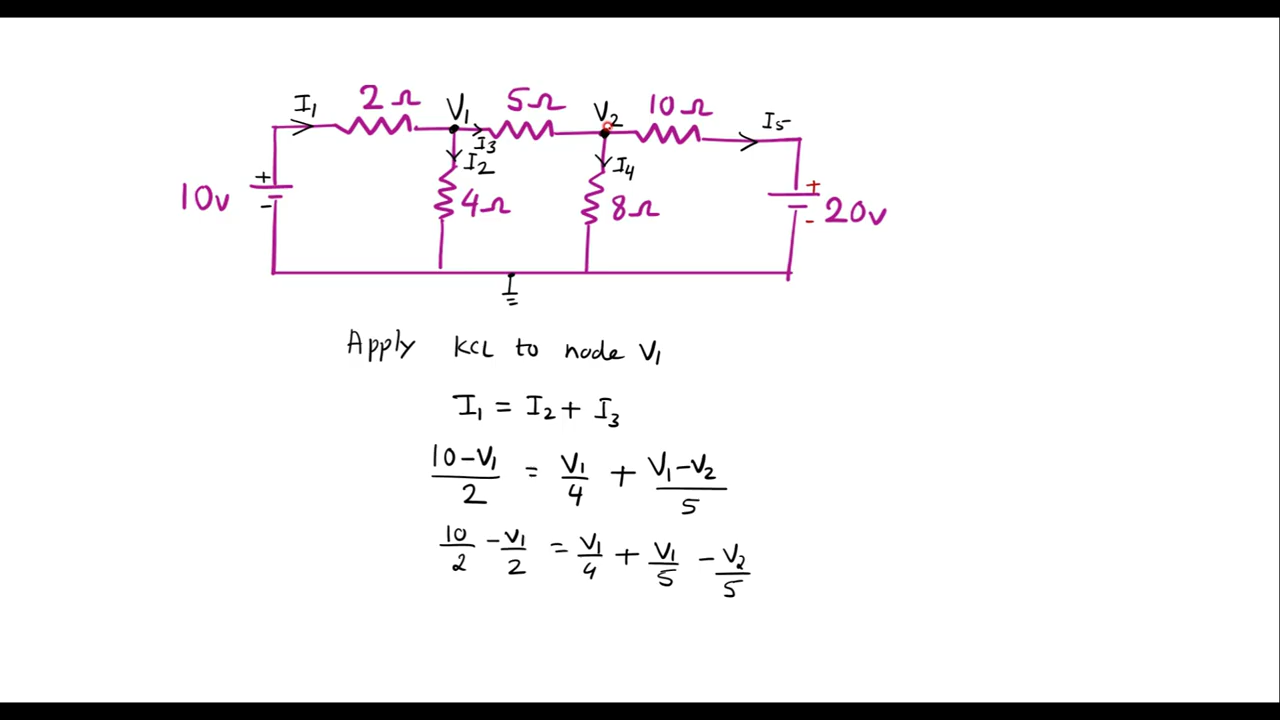 2Ω 5Ω 10Ω
I₁ V₁ V₂ I₅
I₃
I₂ I₄
10v + - 4Ω 8Ω + - 20v
Apply KCL to node V₁
I₁ = I₂ + I₃
(10-V₁)/2 = V₁/4 + (V₁-V₂)/5
10/2 - V₁/2 = V₁/4 + V₁/5 - V₂/5